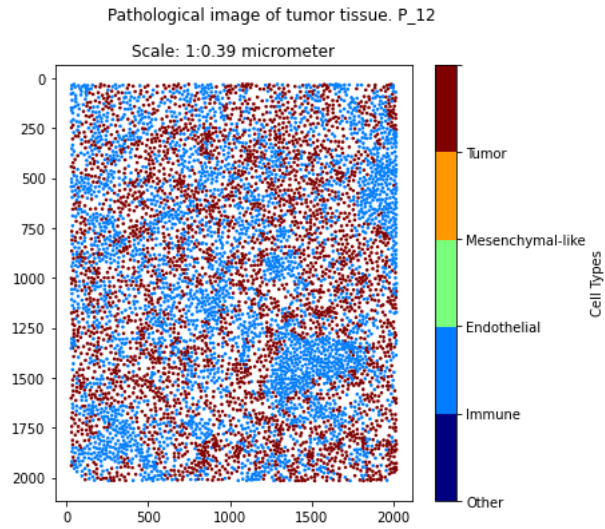 Pathological image of tumor tissue. P_12
Scale: 1:0.39 micrometer
0
250
500
750
1000
1250
1500
1750
2000
0
500
1000
1500
2000
Tumor
Mesenchymal-like
Endothelial
Immune
Other
Cell Types